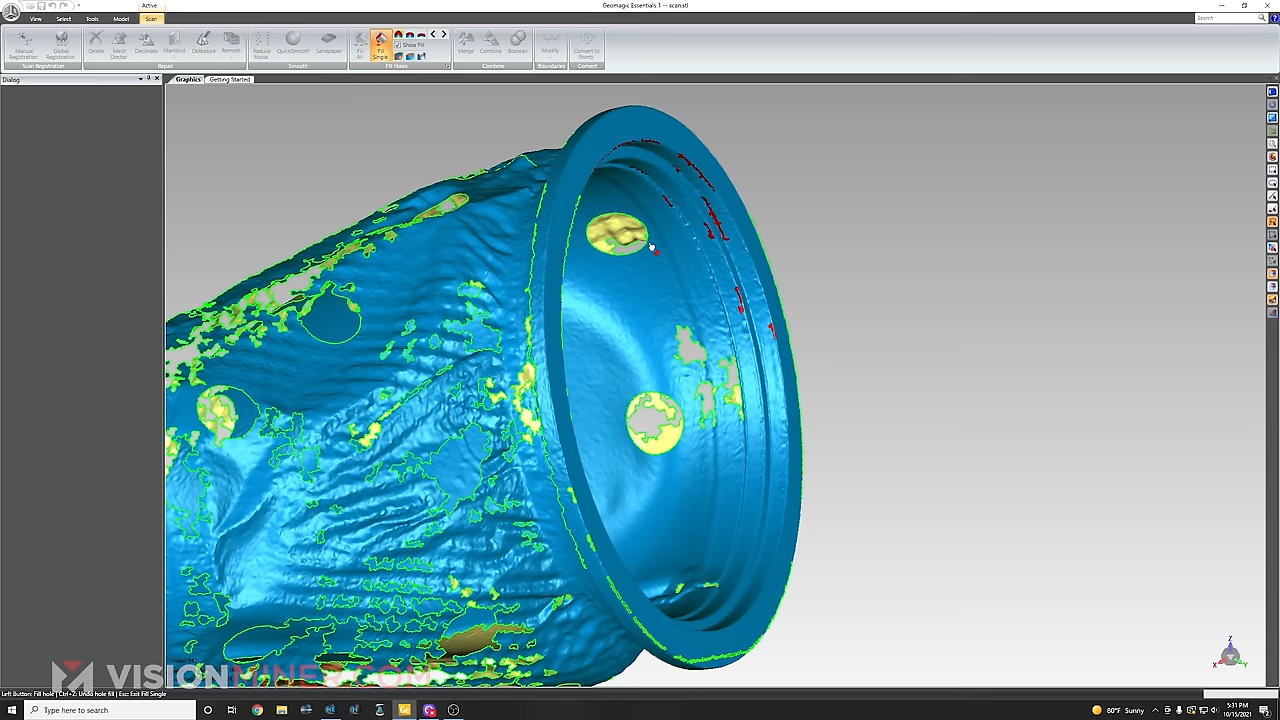 Active
Geomagic Essentials 1 -- scan.stl
View Select Tools Model Scan
Search
Manual Registration
Global Registration
Delete
Mesh Doctor
Decimate
Manifold
Defeature
Remesh
Reduce Noise
QuickSmooth
Sandpaper
Fill All
Fill Single
Show Fill
Merge
Combine
Boolean
Modify
Convert to Points
Scan Registration
Repair
Smooth
Fill Holes
Combine
Boundaries
Convert
Dialog
Graphics
Getting Started
Z
X
Y
VISIONMINER.COM
Left Button: Fill hole | Ctrl+Z: Undo hole fill | Esc: Exit Fill Single
Type here to search
80°F Sunny
5:31 PM
10/15/2021